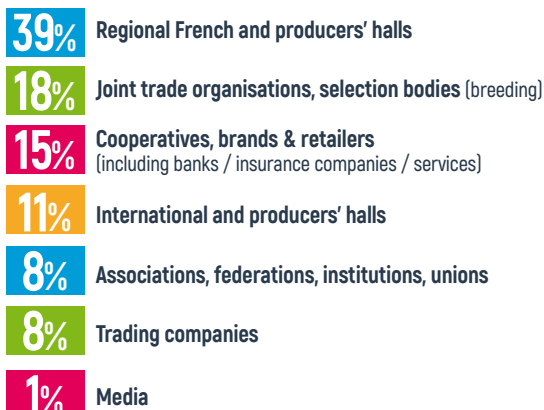 39% Regional French and producers' halls
18% Joint trade organisations, selection bodies (breeding)
15% Cooperatives, brands & retailers
(including banks / insurance companies / services)
11% International and producers' halls
8% Associations, federations, institutions, unions
8% Trading companies
1% Media